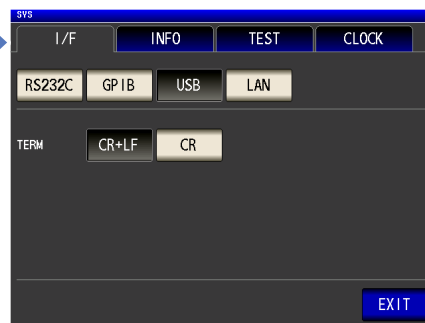 SYS
I/F INFO TEST CLOCK
RS232C GPIB USB LAN
TERM CR+LF CR
EXIT